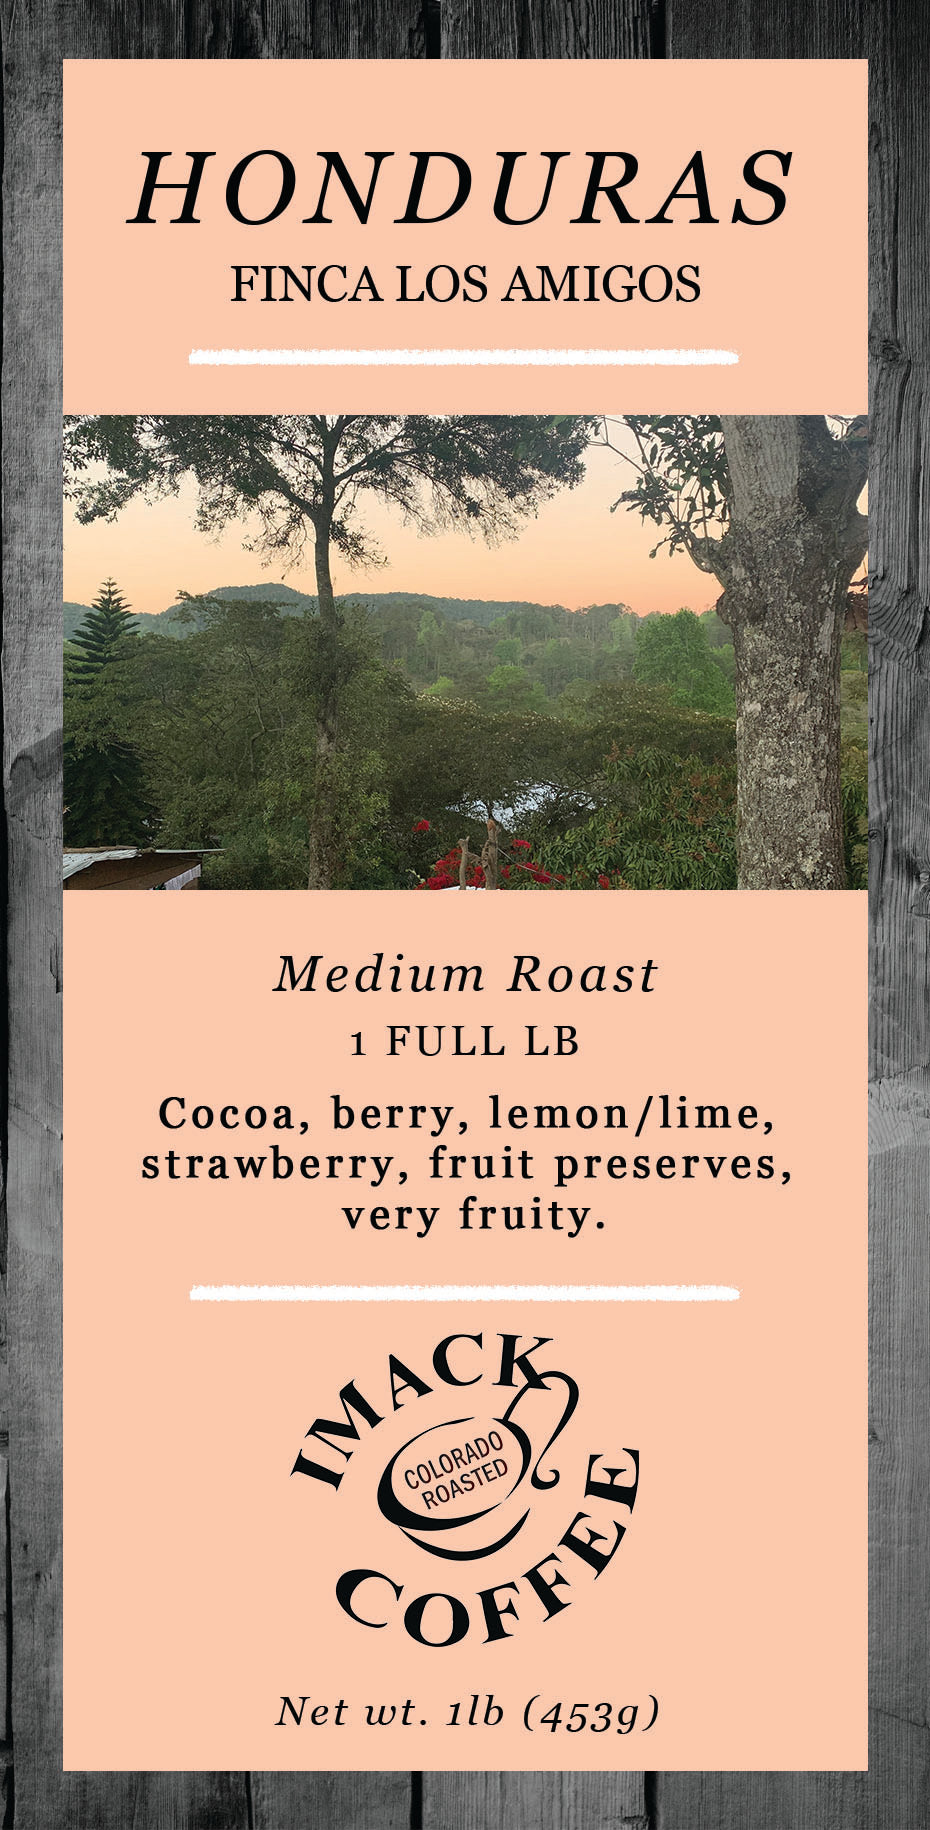 HONDURAS
FINCA LOS AMIGOS
Medium Roast
1 FULL LB
Cocoa, berry, lemon/lime,
strawberry, fruit preserves,
very fruity.
IMACK
COLORADO
ROASTED
COFFEE
Net wt. 1lb (453g)